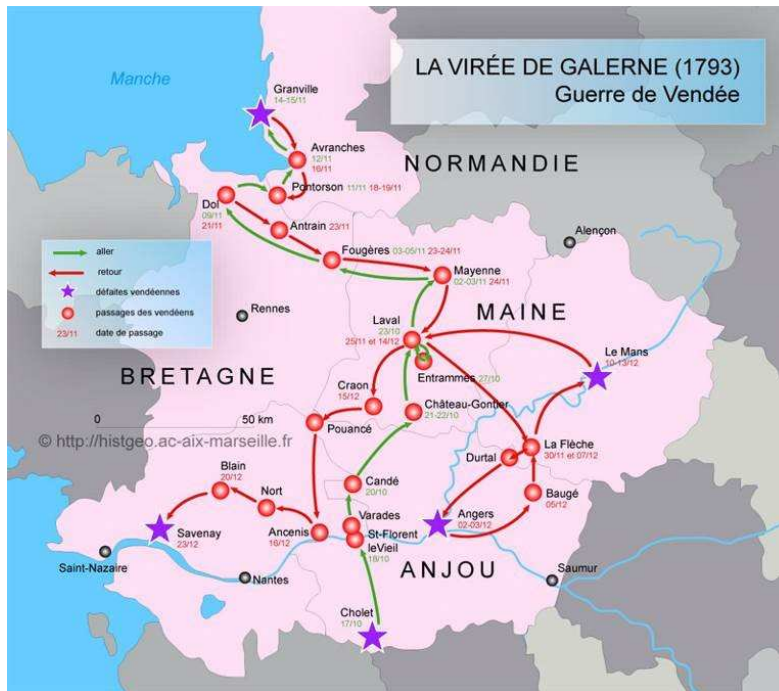 LA VIRÉE DE GALERNE (1793)
Guerre de Vendée
Manche
Granville
14-15/11
Avranches
12/11
16/11
NORMANDIE
Pontorson 11/11 18-19/11
Dol
09/11
21/11
Antrain 23/11
Fougères 03-05/11 23-24/11
Alençon
Mayenne
02-03/11 24/11
aller
retour
défaites vendéennes
passages des vendéens
23/11 date de passage
Rennes
MAINE
Laval
23/10
25/11 et 14/12
Le Mans
10-13/12
Entrammes 27/10
BRETAGNE
Craon
15/12
Château-Gontier
21-22/10
0 50 km
Pouancé
© http://histgeo.ac-aix-marseille.fr
La Flèche
30/11 et 07/12
Durtal
Blain
20/12
Candé
20/10
Baugé
05/12
Nort
Varades
Angers
02-03/12
Savenay
23/12
Ancenis
16/12
St-Florent
leVieil
18/10
Saint-Nazaire
ANJOU
Nantes
Saumur
Cholet
17/10